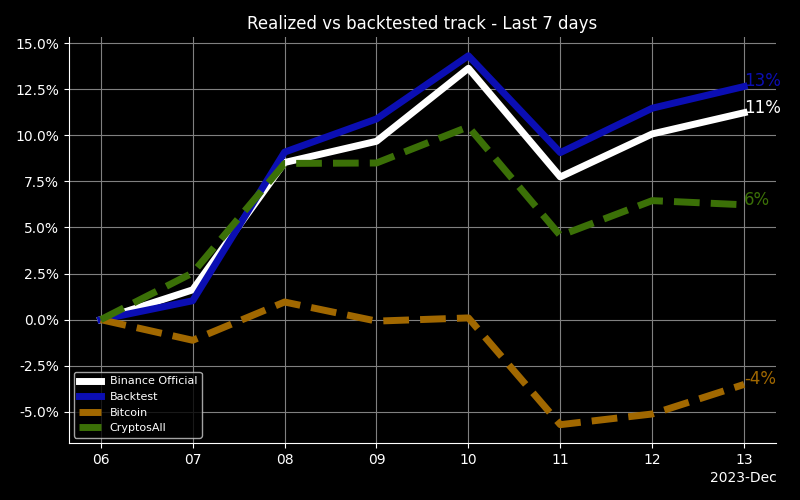 Realized vs backtested track - Last 7 days
15.0%
12.5%
10.0%
7.5%
5.0%
2.5%
0.0%
-2.5%
-5.0%
13%
11%
6%
-4%
Binance Official
Backtest
Bitcoin
CryptosAll
06 07 08 09 10 11 12 13
2023-Dec